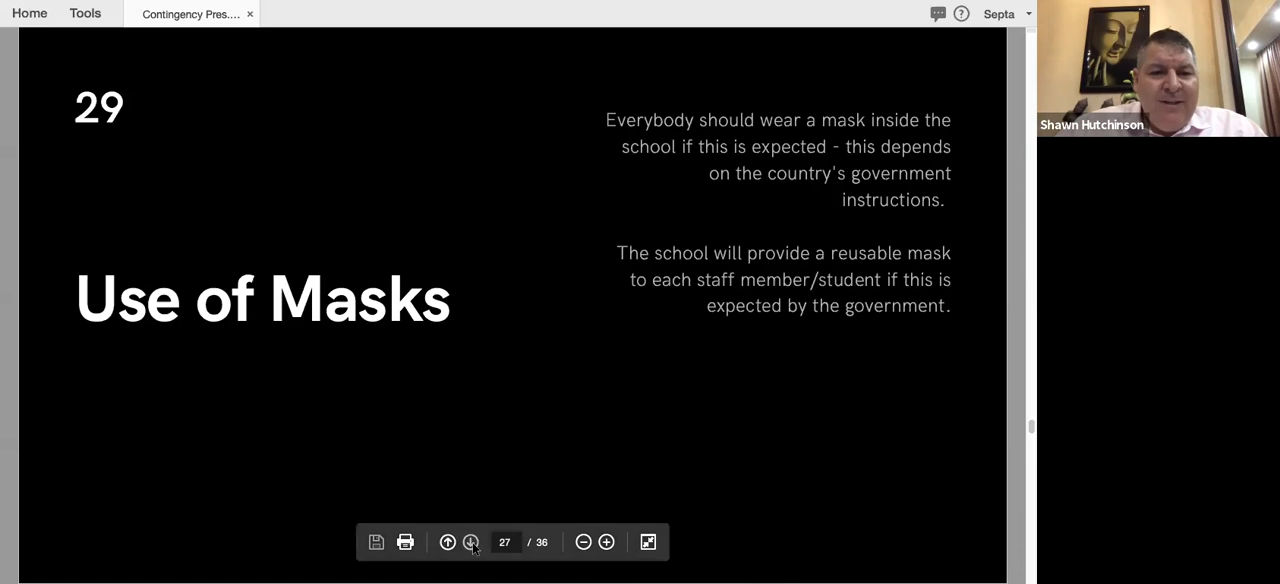 Home
Tools
Contingency Pres.... ×
Septa
29
Everybody should wear a mask inside the
school if this is expected - this depends
on the country's government
instructions.
The school will provide a reusable mask
to each staff member/student if this is
expected by the government.
Use of Masks
27 / 36
Shawn Hutchinson